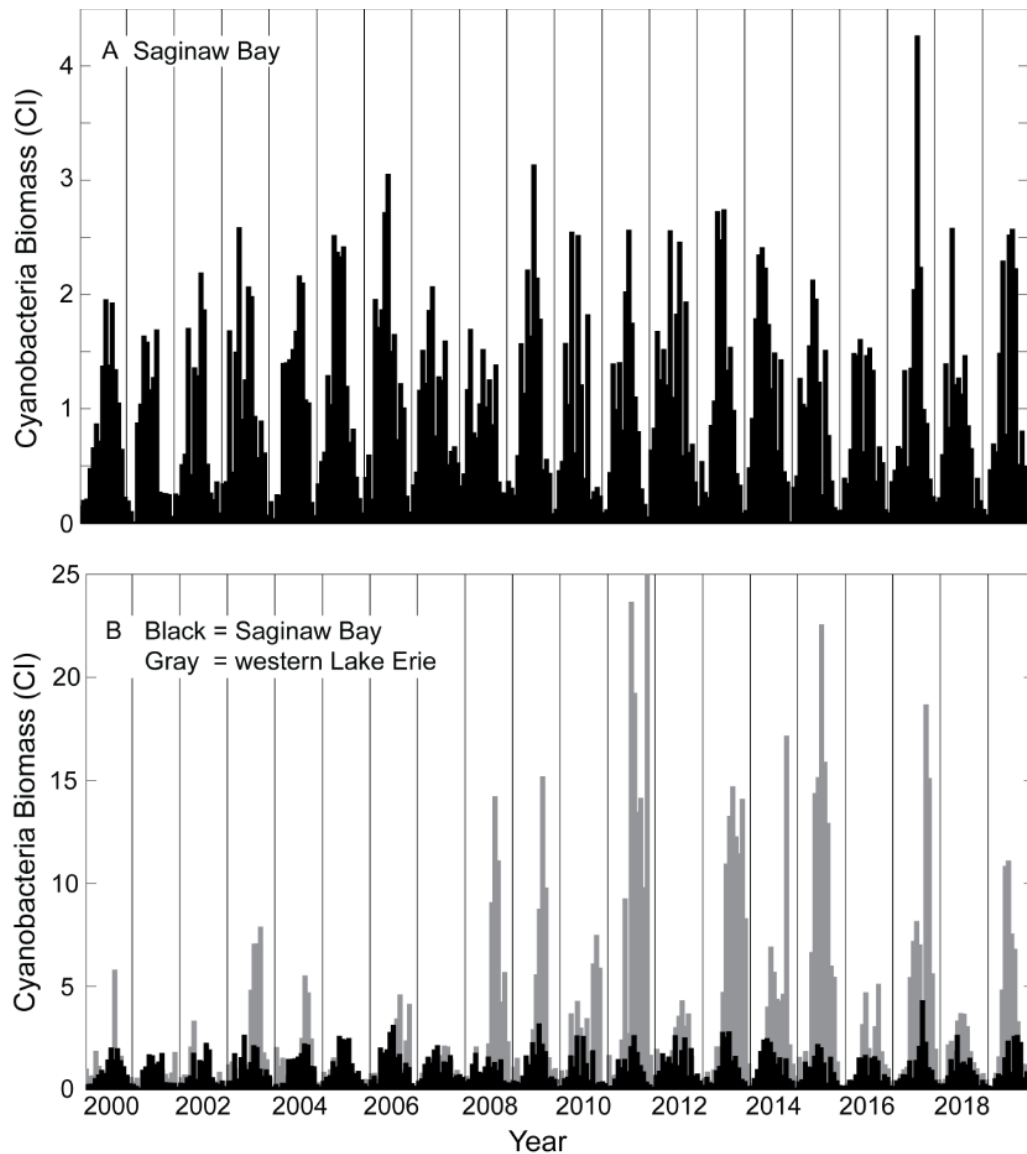 A Saginaw Bay
Cyanobacteria Biomass (CI)
4
3
2
1
0
B Black = Saginaw Bay
Gray = western Lake Erie
Cyanobacteria Biomass (CI)
25
20
15
10
5
0
2000 2002 2004 2006 2008 2010 2012 2014 2016 2018
Year